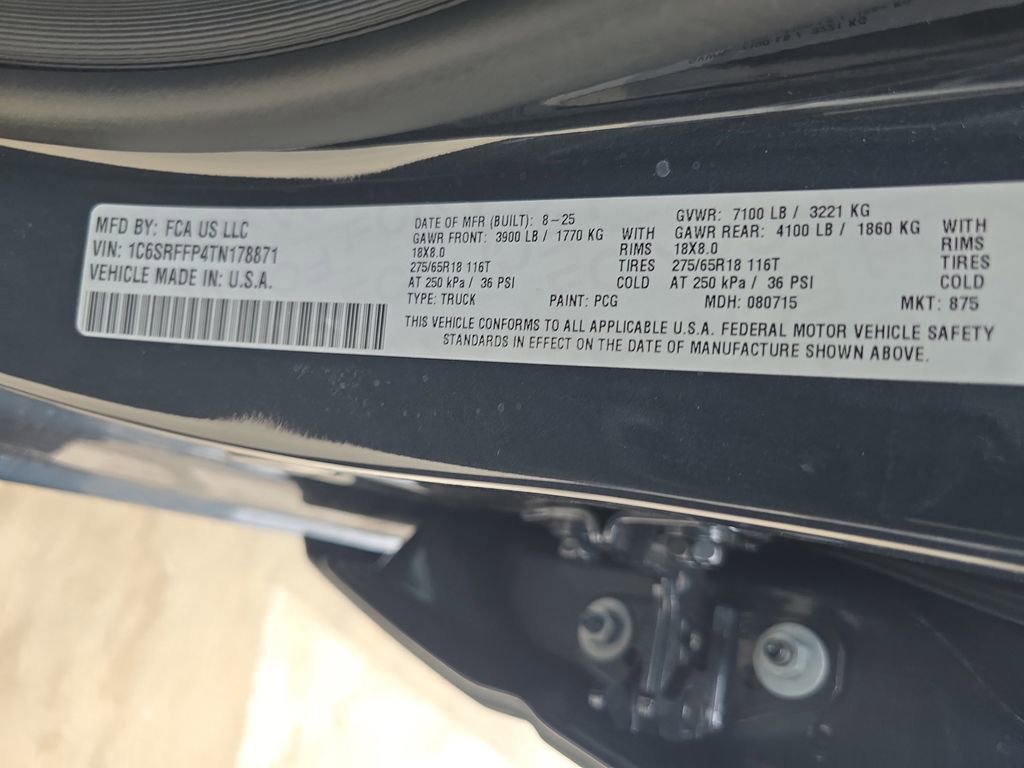 MFD BY: FCA US LLC
VIN: 1C6SRFFP4TN178871
VEHICLE MADE IN: U.S.A.
DATE OF MFR (BUILT): 8-25 GVWR: 7100 LB / 3221 KG
GAWR FRONT: 3900 LB / 1770 KG WITH GAWR REAR: 4100 LB / 1860 KG WITH
18X8.0 RIMS 18X8.0 RIMS
275/65R18 116T TIRES 275/65R18 116T TIRES
AT 250 kPa / 36 PSI COLD AT 250 kPa / 36 PSI COLD
TYPE: TRUCK PAINT: PCG MDH: 080715 MKT: 875
THIS VEHICLE CONFORMS TO ALL APPLICABLE U.S.A. FEDERAL MOTOR VEHICLE SAFETY
STANDARDS IN EFFECT ON THE DATE OF MANUFACTURE SHOWN ABOVE.